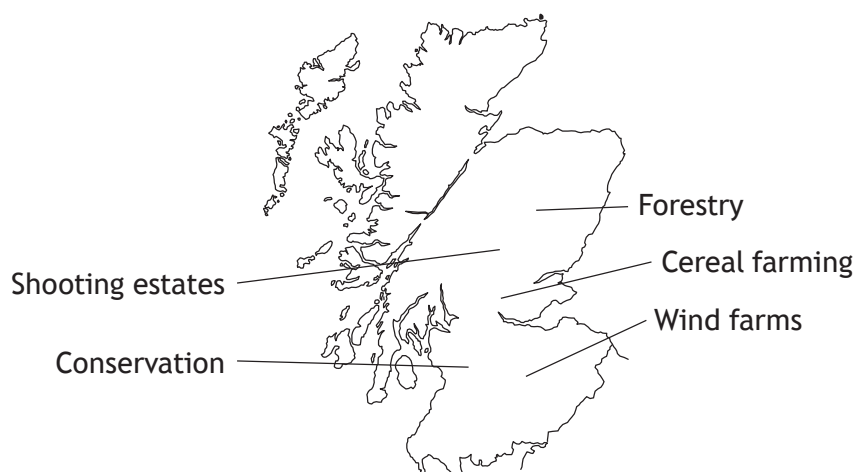 Forestry
Cereal farming
Shooting estates
Wind farms
Conservation